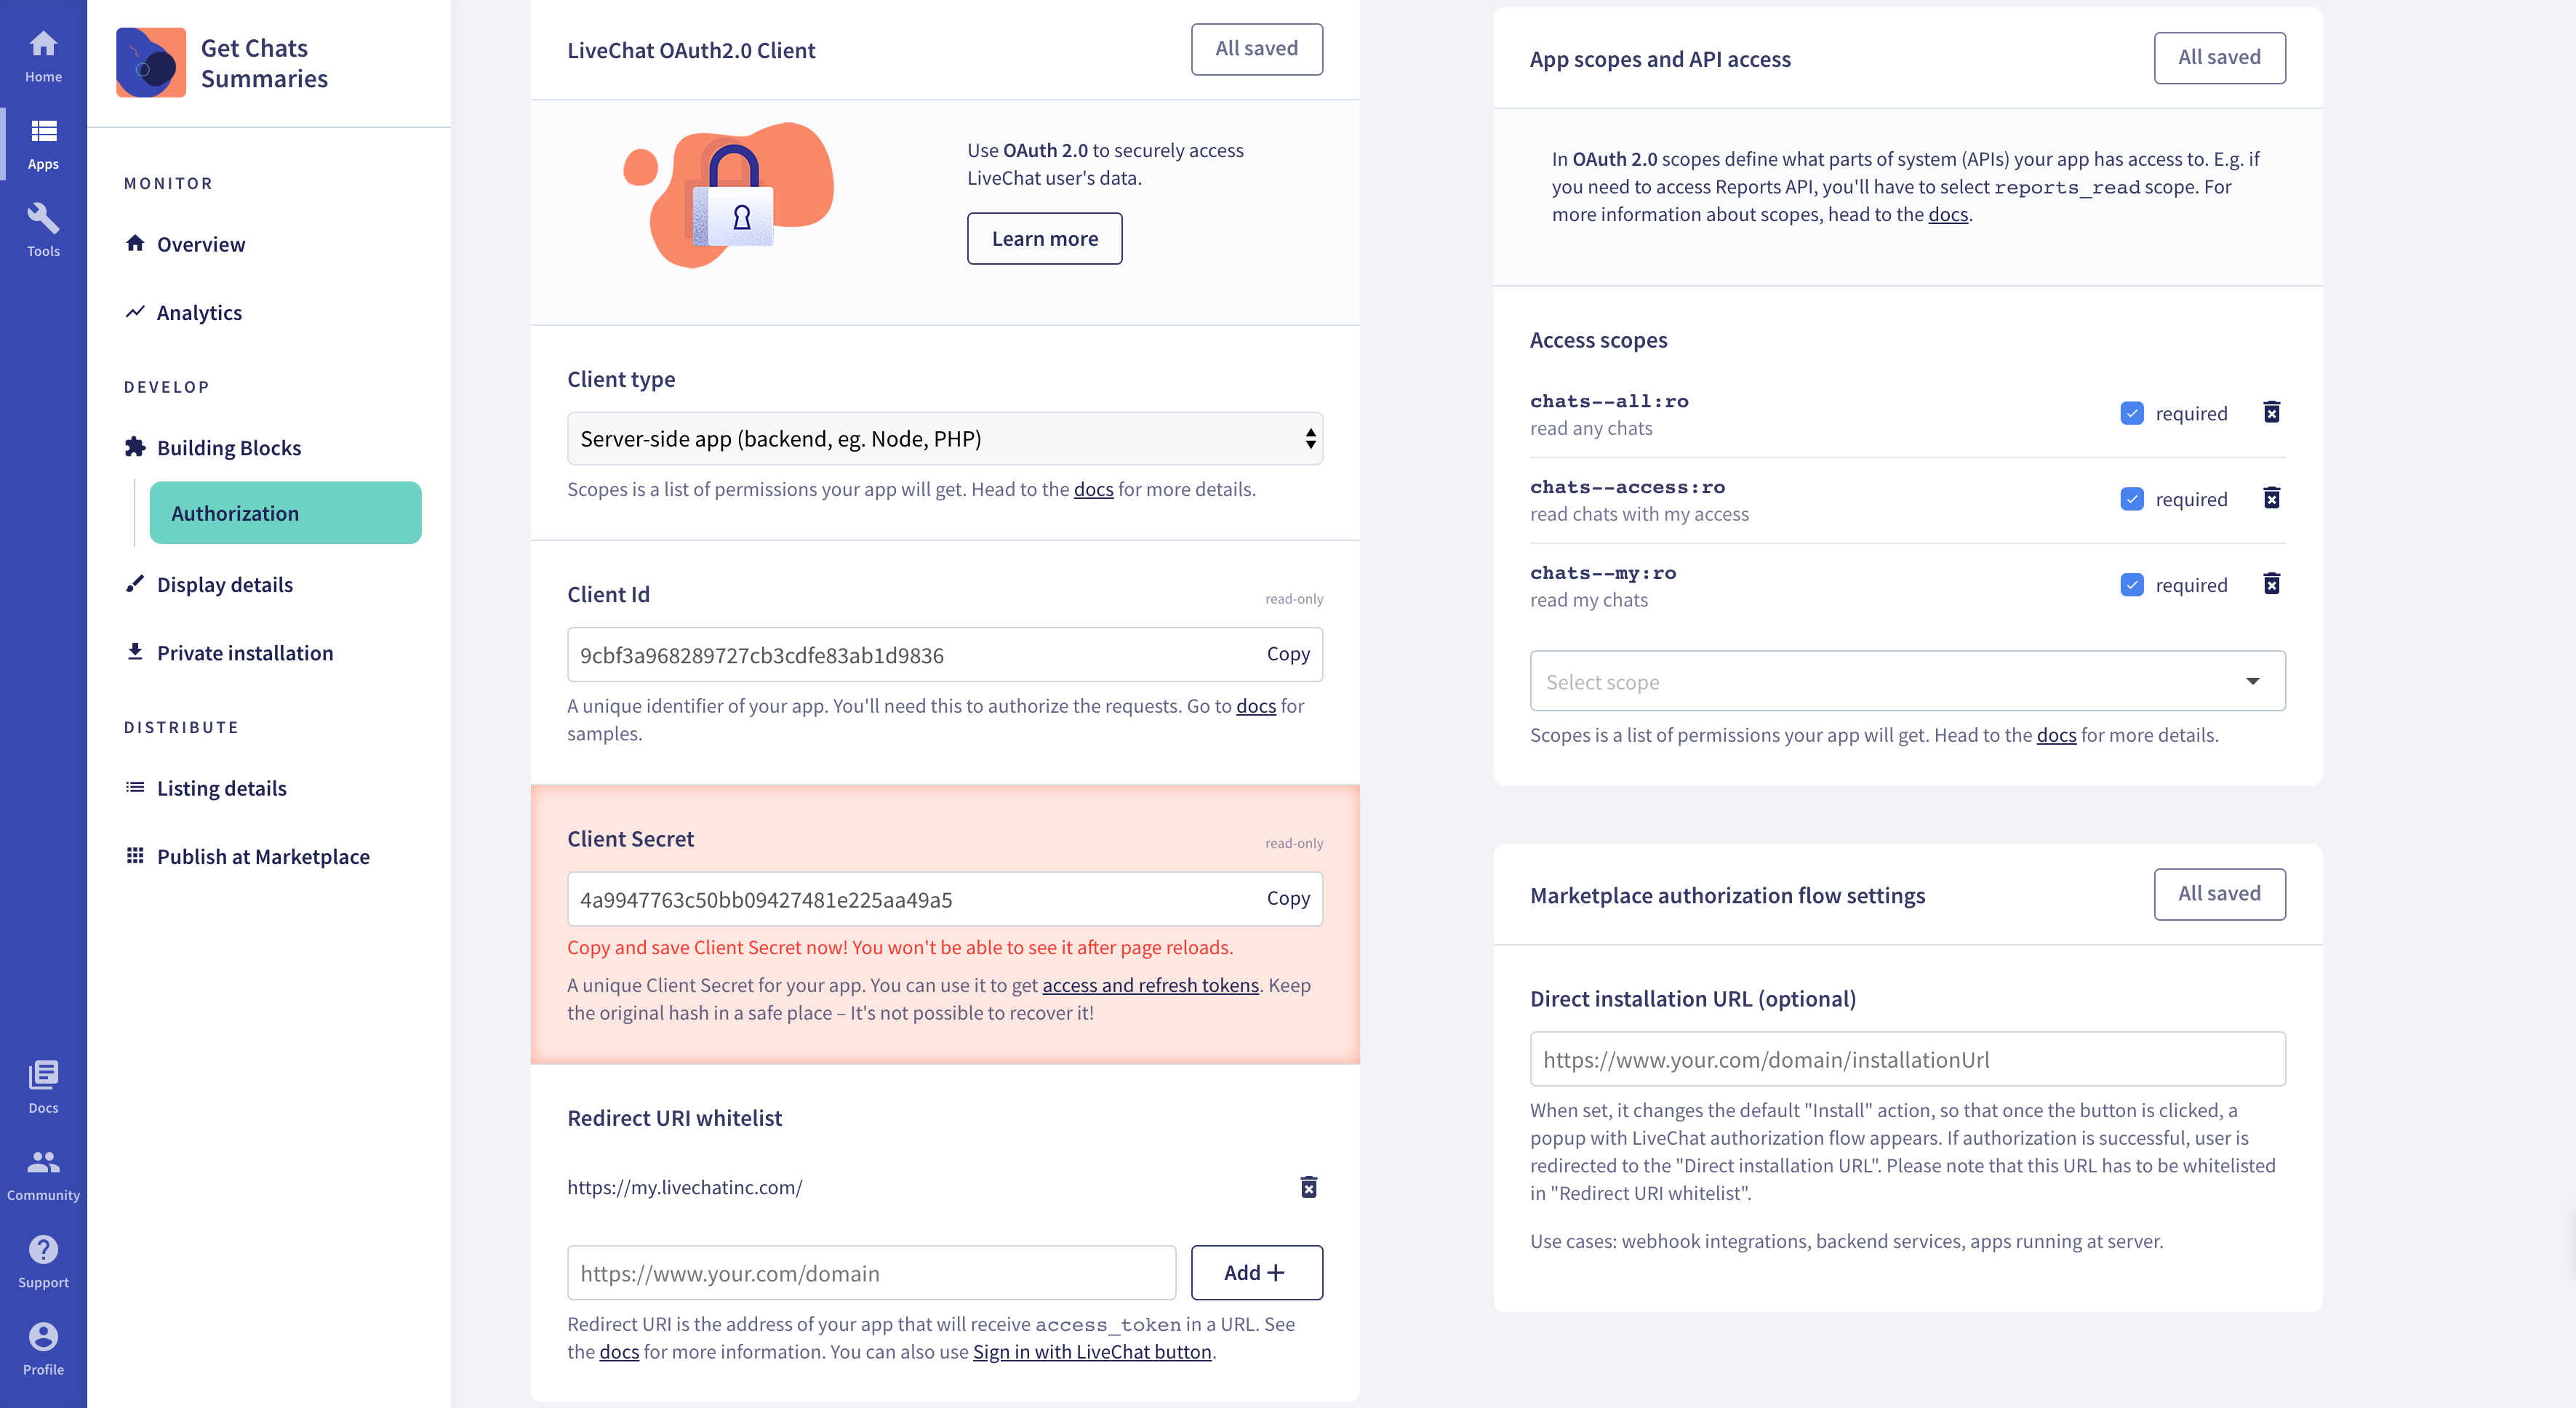 Home
Apps
Tools
Docs
Community
Support
Profile
Get Chats
Summaries
MONITOR
Overview
Analytics
DEVELOP
Building Blocks
Authorization
Display details
Private installation
DISTRIBUTE
Listing details
Publish at Marketplace
LiveChat OAuth2.0 Client
All saved
Use OAuth 2.0 to securely access
LiveChat user's data.
Learn more
Client type
Server-side app (backend, eg. Node, PHP)
Scopes is a list of permissions your app will get. Head to the docs for more details.
Client Id
read-only
9cbf3a968289727cb3cdfe83ab1d9836
Copy
A unique identifier of your app. You'll need this to authorize the requests. Go to docs for
samples.
Client Secret
read-only
4a9947763c50bb09427481e225aa49a5
Copy
Copy and save Client Secret now! You won't be able to see it after page reloads.
A unique Client Secret for your app. You can use it to get access and refresh tokens. Keep
the original hash in a safe place – It's not possible to recover it!
Redirect URI whitelist
https://my.livechatinc.com/
https://www.your.com/domain
Add +
Redirect URI is the address of your app that will receive access_token in a URL. See
the docs for more information. You can also use Sign in with LiveChat button.
App scopes and API access
All saved
In OAuth 2.0 scopes define what parts of system (APIs) your app has access to. E.g. if
you need to access Reports API, you'll have to select reports_read scope. For
more information about scopes, head to the docs.
Access scopes
chats--all:ro
required
read any chats
chats--access:ro
required
read chats with my access
chats--my:ro
required
read my chats
Select scope
Scopes is a list of permissions your app will get. Head to the docs for more details.
Marketplace authorization flow settings
All saved
Direct installation URL (optional)
https://www.your.com/domain/installationUrl
When set, it changes the default "Install" action, so that once the button is clicked, a
popup with LiveChat authorization flow appears. If authorization is successful, user is
redirected to the "Direct installation URL". Please note that this URL has to be whitelisted
in "Redirect URI whitelist".
Use cases: webhook integrations, backend services, apps running at server.